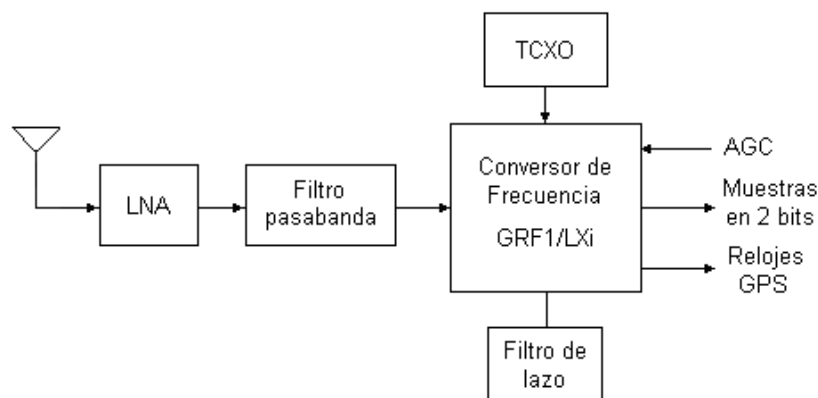 TCXO
LNA
Filtro
pasabanda
Conversor de
Frecuencia
GRF1/LXi
AGC
Muestras
en 2 bits
Relojes
GPS
Filtro de
lazo